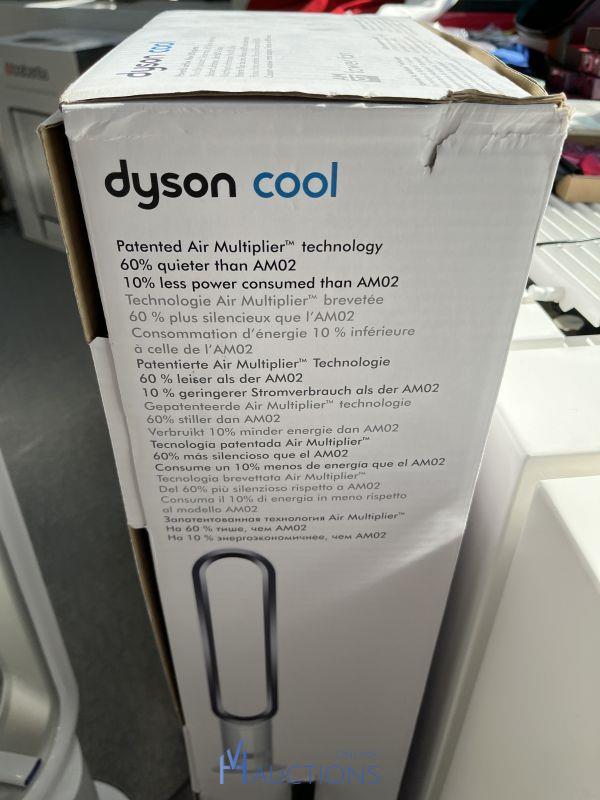 dyson cool
dyson cool
Patented Air Multiplier™ technology
60% quieter than AM02
10% less power consumed than AM02
Technologie Air Multiplier™ brevetée
60 % plus silencieux que l'AM02
Consommation d'énergie 10 % inférieure
à celle de l'AM02
Patentierte Air Multiplier™ Technologie
60 % leiser als der AM02
10 % geringerer Stromverbrauch als der AM02
Gepatenteerde Air Multiplier™ technologie
60% stiller dan AM02
Verbruikt 10% minder energie dan AM02
Tecnología patentada Air Multiplier™
60% más silencioso que el AM02
Consume un 10% menos de energía que el AM02
Tecnologia brevettata Air Multiplier™
Del 60% più silenzioso rispetto a AM02
Consuma il 10% di energia in meno rispetto
al modello AM02
Запатентованная технология Air Multiplier™
На 60 % тише, чем AM02
На 10 % энергоэкономичнее, чем AM02
AUCTIONS